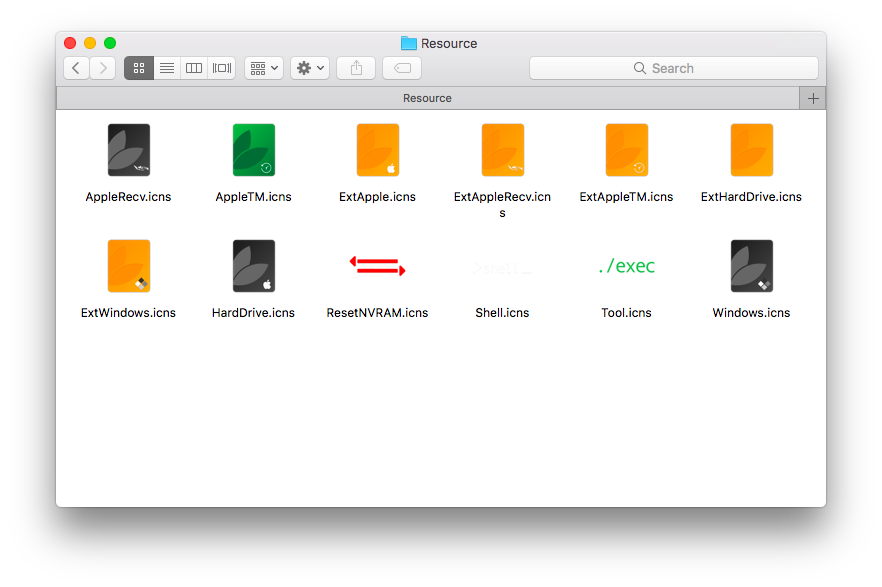 Resource
Search
Resource
AppleRecv.icns
AppleTM.icns
ExtApple.icns
ExtAppleRecv.icn
s
ExtAppleTM.icns
ExtHardDrive.icns
>shell_
./exec
ExtWindows.icns
HardDrive.icns
ResetNVRAM.icns
Shell.icns
Tool.icns
Windows.icns